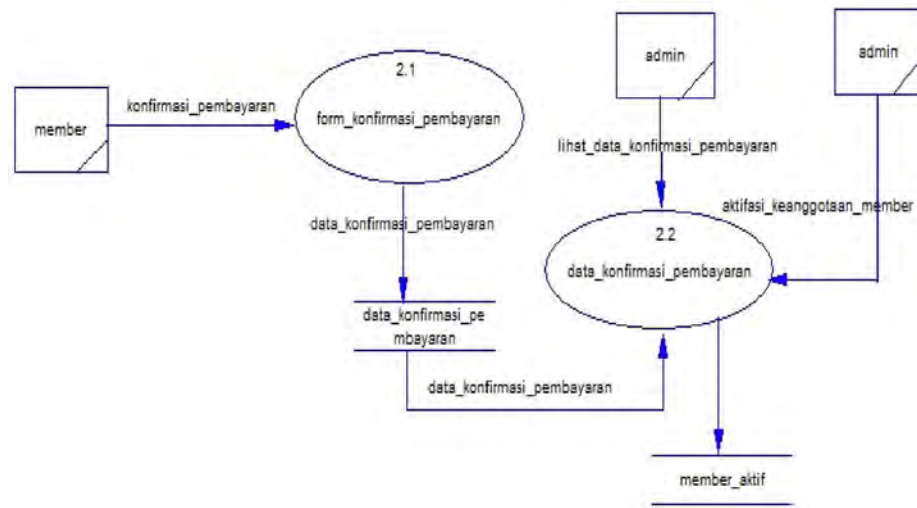 member
konfirmasi_pembayaran
2.1
form_konfirmasi_pembayaran
admin
admin
lihat_data_konfirmasi_pembayaran
aktifasi_keanggotaan_member
data_konfirmasi_pembayaran
2.2
data_konfirmasi_pembayaran
data_konfirmasi_pe
mbayaran
data_konfirmasi_pembayaran
member_aktif